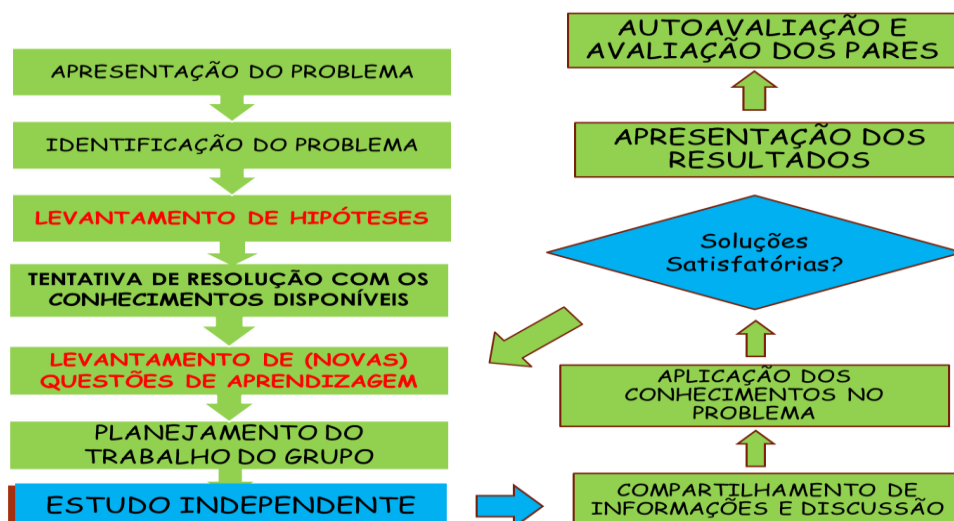 APRESENTAÇÃO DO PROBLEMA
IDENTIFICAÇÃO DO PROBLEMA
LEVANTAMENTO DE HIPÓTESES
TENTATIVA DE RESOLUÇÃO COM OS
CONHECIMENTOS DISPONÍVEIS
LEVANTAMENTO DE (NOVAS)
QUESTÕES DE APRENDIZAGEM
PLANEJAMENTO DO
TRABALHO DO GRUPO
ESTUDO INDEPENDENTE
COMPARTILHAMENTO DE
INFORMAÇÕES E DISCUSSÃO
APLICAÇÃO DOS
CONHECIMENTOS NO
PROBLEMA
Soluções
Satisfatórias?
APRESENTAÇÃO DOS
RESULTADOS
AUTOAVALIAÇÃO E
AVALIAÇÃO DOS PARES